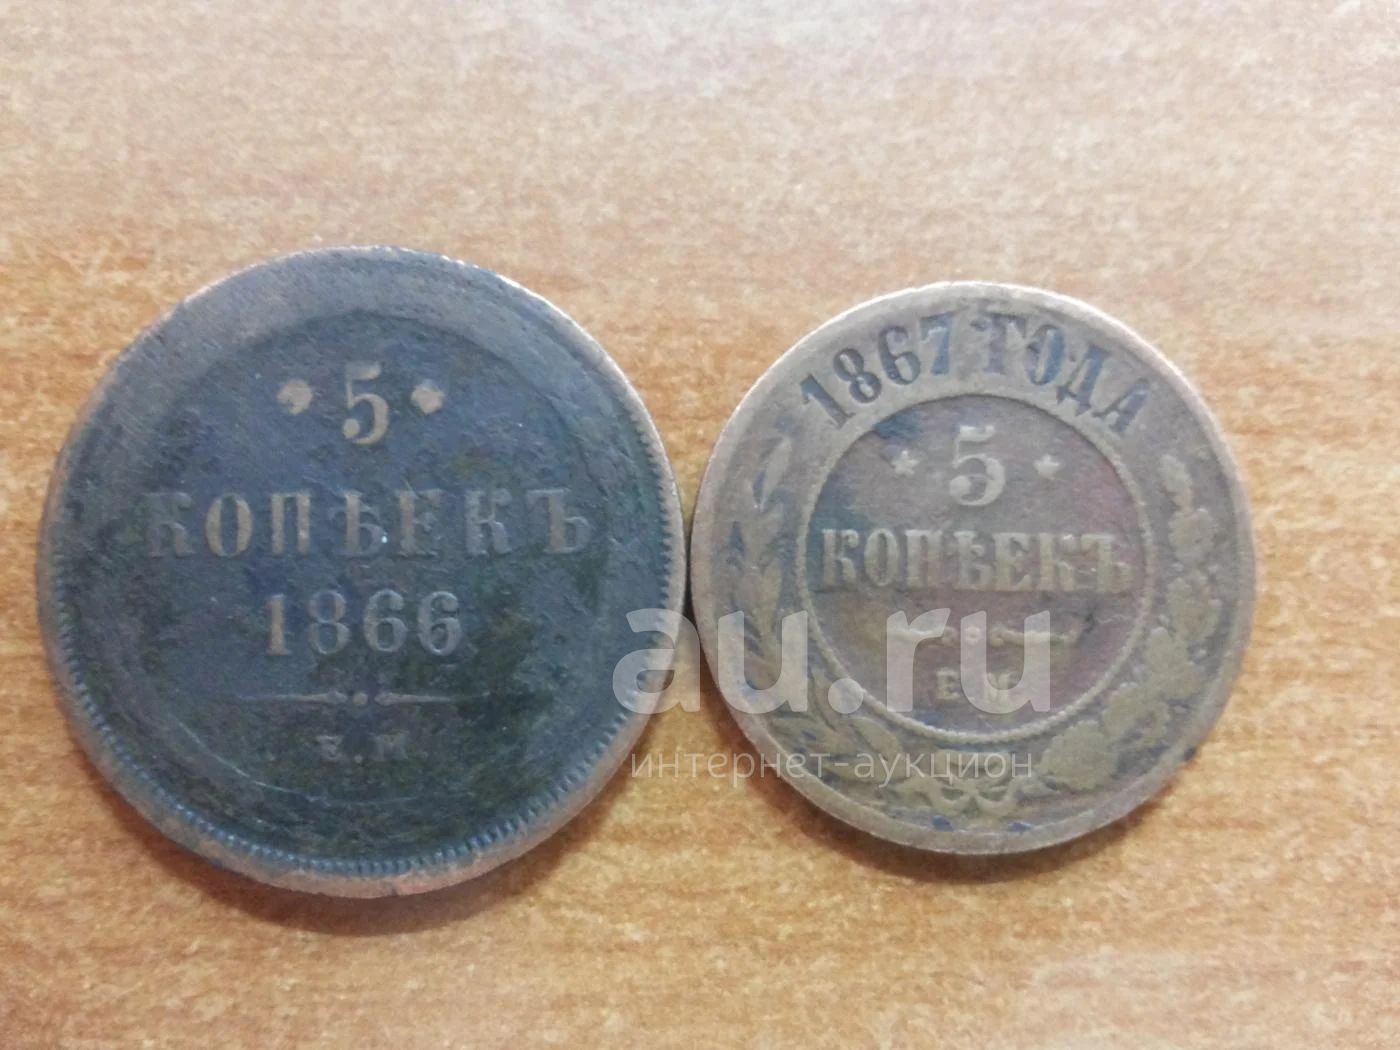 5
КОПѢЕКЪ
1866
Е.М
1867 ГОДА
5
КОПѢЕКЪ
Е М
au.ru
интернет-аукцион